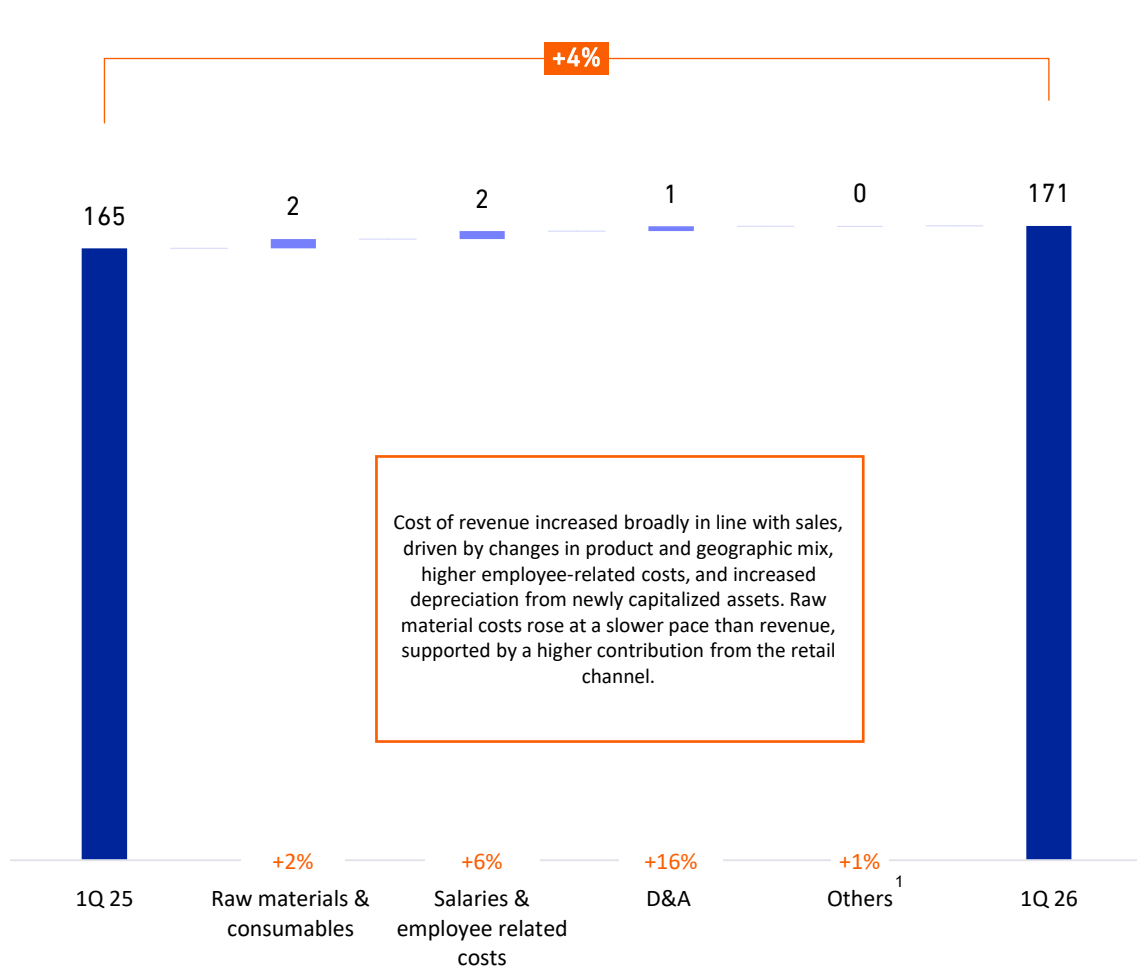 +4%
165
2
2
1
0
171
Cost of revenue increased broadly in line with sales,
driven by changes in product and geographic mix,
higher employee-related costs, and increased
depreciation from newly capitalized assets. Raw
material costs rose at a slower pace than revenue,
supported by a higher contribution from the retail
channel.
+2%
+6%
+16%
+1%
1Q 25
Raw materials &
consumables
Salaries &
employee related
costs
D&A
Others 1
1Q 26